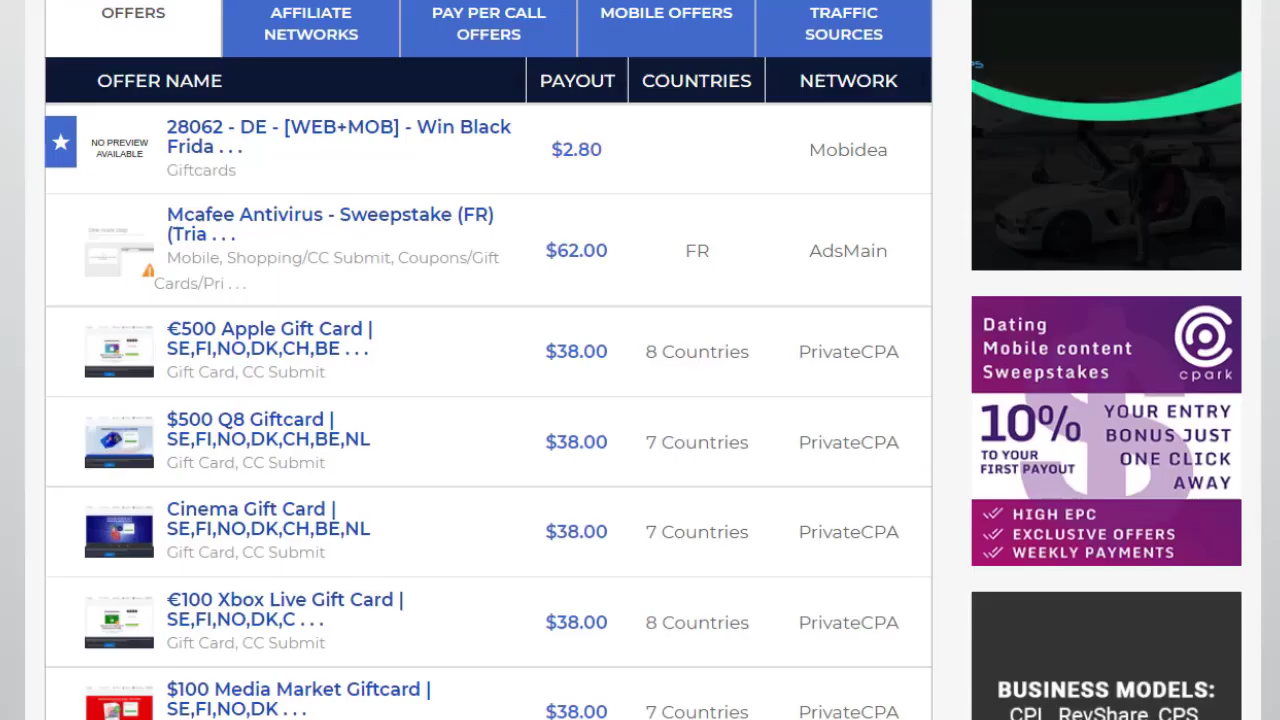 OFFERS
AFFILIATE
NETWORKS
PAY PER CALL
OFFERS
MOBILE OFFERS
TRAFFIC
SOURCES
OFFER NAME
PAYOUT
COUNTRIES
NETWORK
NO PREVIEW
AVAILABLE
28062 - DE - [WEB+MOB] - Win Black
Frida . . .
Giftcards
$2.80
Mobidea
Mcafee Antivirus - Sweepstake (FR)
(Tria . . .
Mobile, Shopping/CC Submit, Coupons/Gift
Cards/Pri . . .
$62.00
FR
AdsMain
€500 Apple Gift Card |
SE,FI,NO,DK,CH,BE . . .
Gift Card, CC Submit
$38.00
8 Countries
PrivateCPA
$500 Q8 Giftcard |
SE,FI,NO,DK,CH,BE,NL
Gift Card, CC Submit
$38.00
7 Countries
PrivateCPA
Cinema Gift Card |
SE,FI,NO,DK,CH,BE,NL
Gift Card, CC Submit
$38.00
7 Countries
PrivateCPA
€100 Xbox Live Gift Card |
SE,FI,NO,DK,C . . .
Gift Card, CC Submit
$38.00
8 Countries
PrivateCPA
$100 Media Market Giftcard |
SE,FI,NO,DK . . .
$38.00
7 Countries
PrivateCPA
Dating
Mobile content
Sweepstakes
cpark
10%
TO YOUR
FIRST PAYOUT
YOUR ENTRY
BONUS JUST
ONE CLICK
AWAY
HIGH EPC
EXCLUSIVE OFFERS
WEEKLY PAYMENTS
BUSINESS MODELS:
CPL, RevShare, CPS